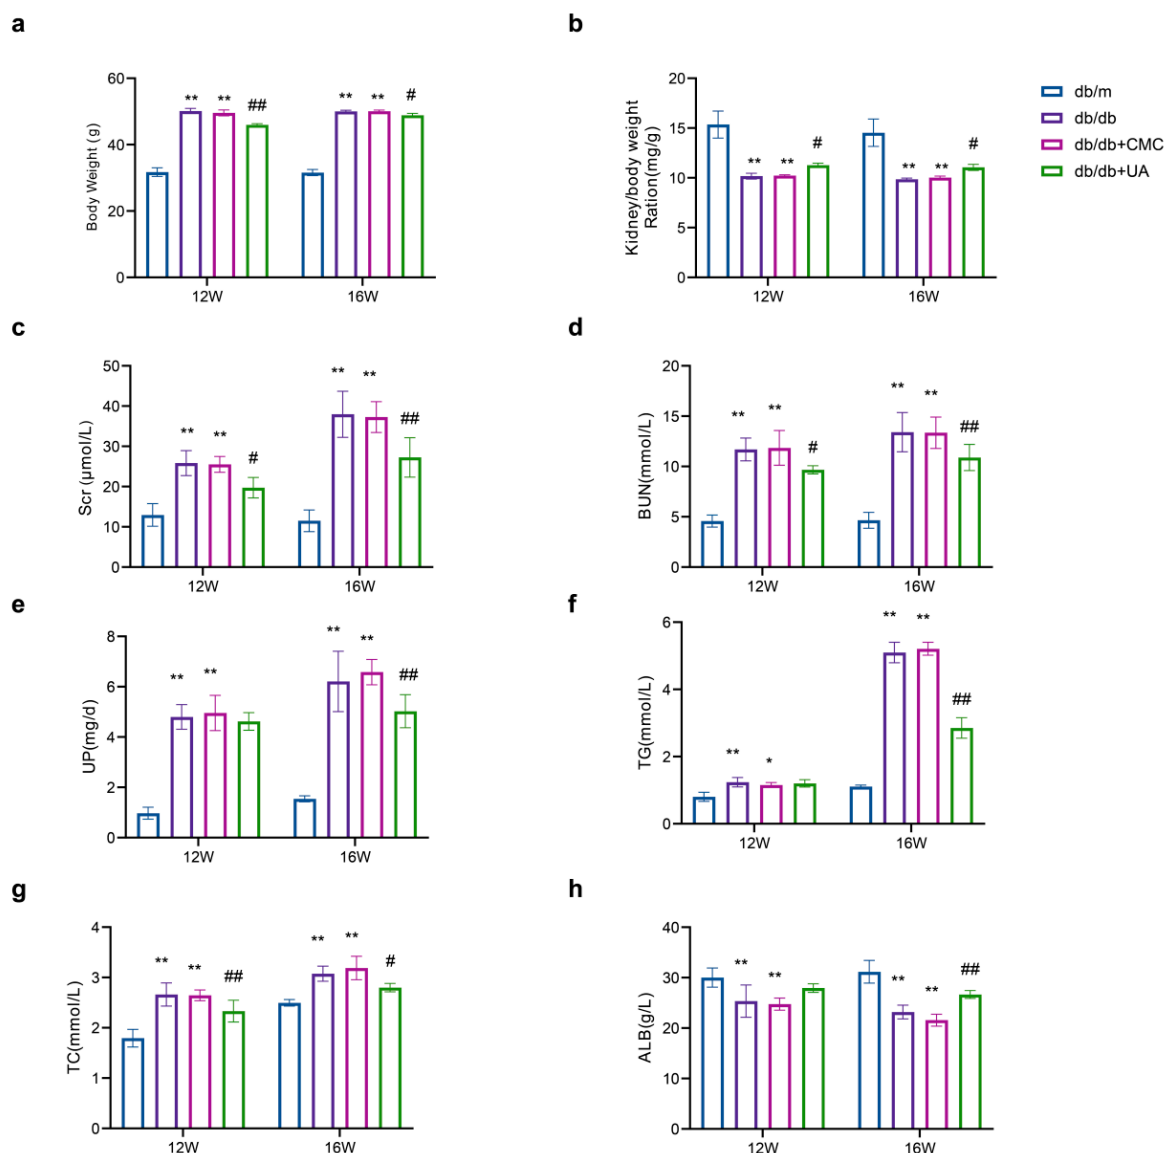 a
b
60
40
20
0
Body Weight (g)
** ** ## ** ** #
12W 16W
20
15
10
5
0
Kidney/body weight
Ration(mg/g)
** ** # ** ** #
12W 16W
db/m
db/db
db/db+CMC
db/db+UA
c
d
50
40
30
20
10
0
Scr (μmol/L)
** ** # ** ** ##
12W 16W
20
15
10
5
0
BUN(mmol/L)
** ** # ** ** ##
12W 16W
e
f
8
6
4
2
0
UP(mg/d)
** ** ** ** ##
12W 16W
6
4
2
0
TG(mmol/L)
** * ** ** ##
12W 16W
g
h
4
3
2
1
0
TC(mmol/L)
** ** ## ** ** #
12W 16W
40
30
20
10
0
ALB(g/L)
** ** ** ** ##
12W 16W